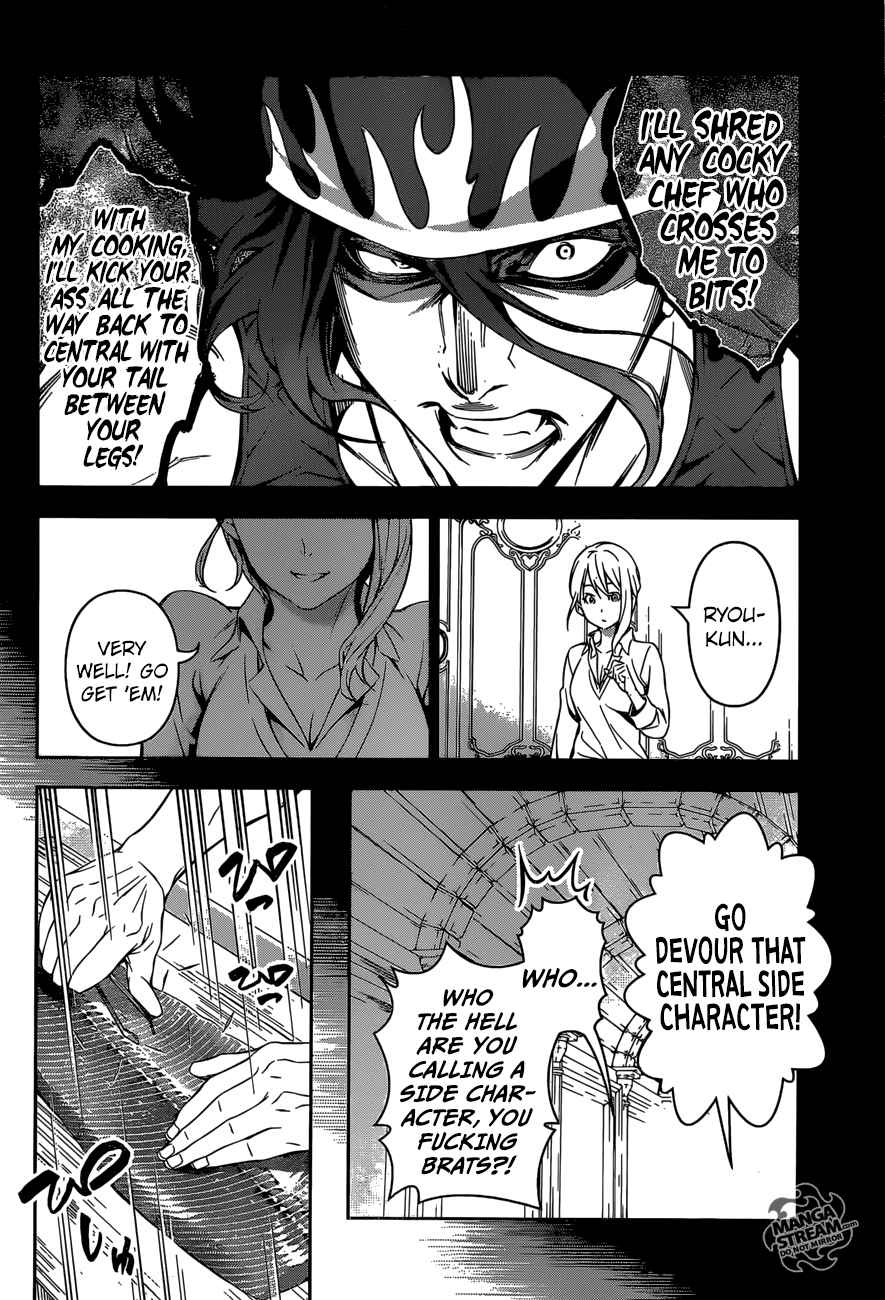 I'LL SHRED
ANY COCKY
CHEF WHO
CROSSES
ME TO
BITS!
WITH
MY COOKING,
I'LL KICK YOUR
ASS ALL THE
WAY BACK TO
CENTRAL WITH
YOUR TAIL
BETWEEN
YOUR
LEGS!
RYOU-
KUN...
VERY
WELL! GO
GET 'EM!
GO
DEVOUR THAT
CENTRAL SIDE
CHARACTER!
WHO...
WHO
THE HELL
ARE YOU
CALLING A
SIDE CHAR-
ACTER, YOU
FUCKING
BRATS?!
MANGA
STREAM.com
DO NOT MIRROR